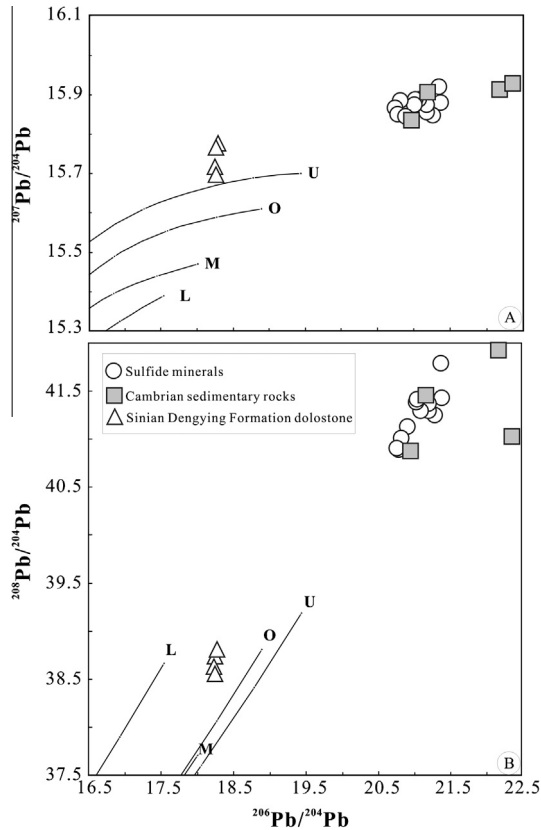 16.1
15.9
15.7
15.5
15.3
²⁰⁷Pb/²⁰⁴Pb
U
O
M
L
A
Sulfide minerals
Cambrian sedimentary rocks
Sinian Dengying Formation dolostone
41.5
40.5
39.5
38.5
37.5
²⁰⁸Pb/²⁰⁴Pb
U
O
L
M
B
16.5 17.5 18.5 19.5 20.5 21.5 22.5
²⁰⁶Pb/²⁰⁴Pb